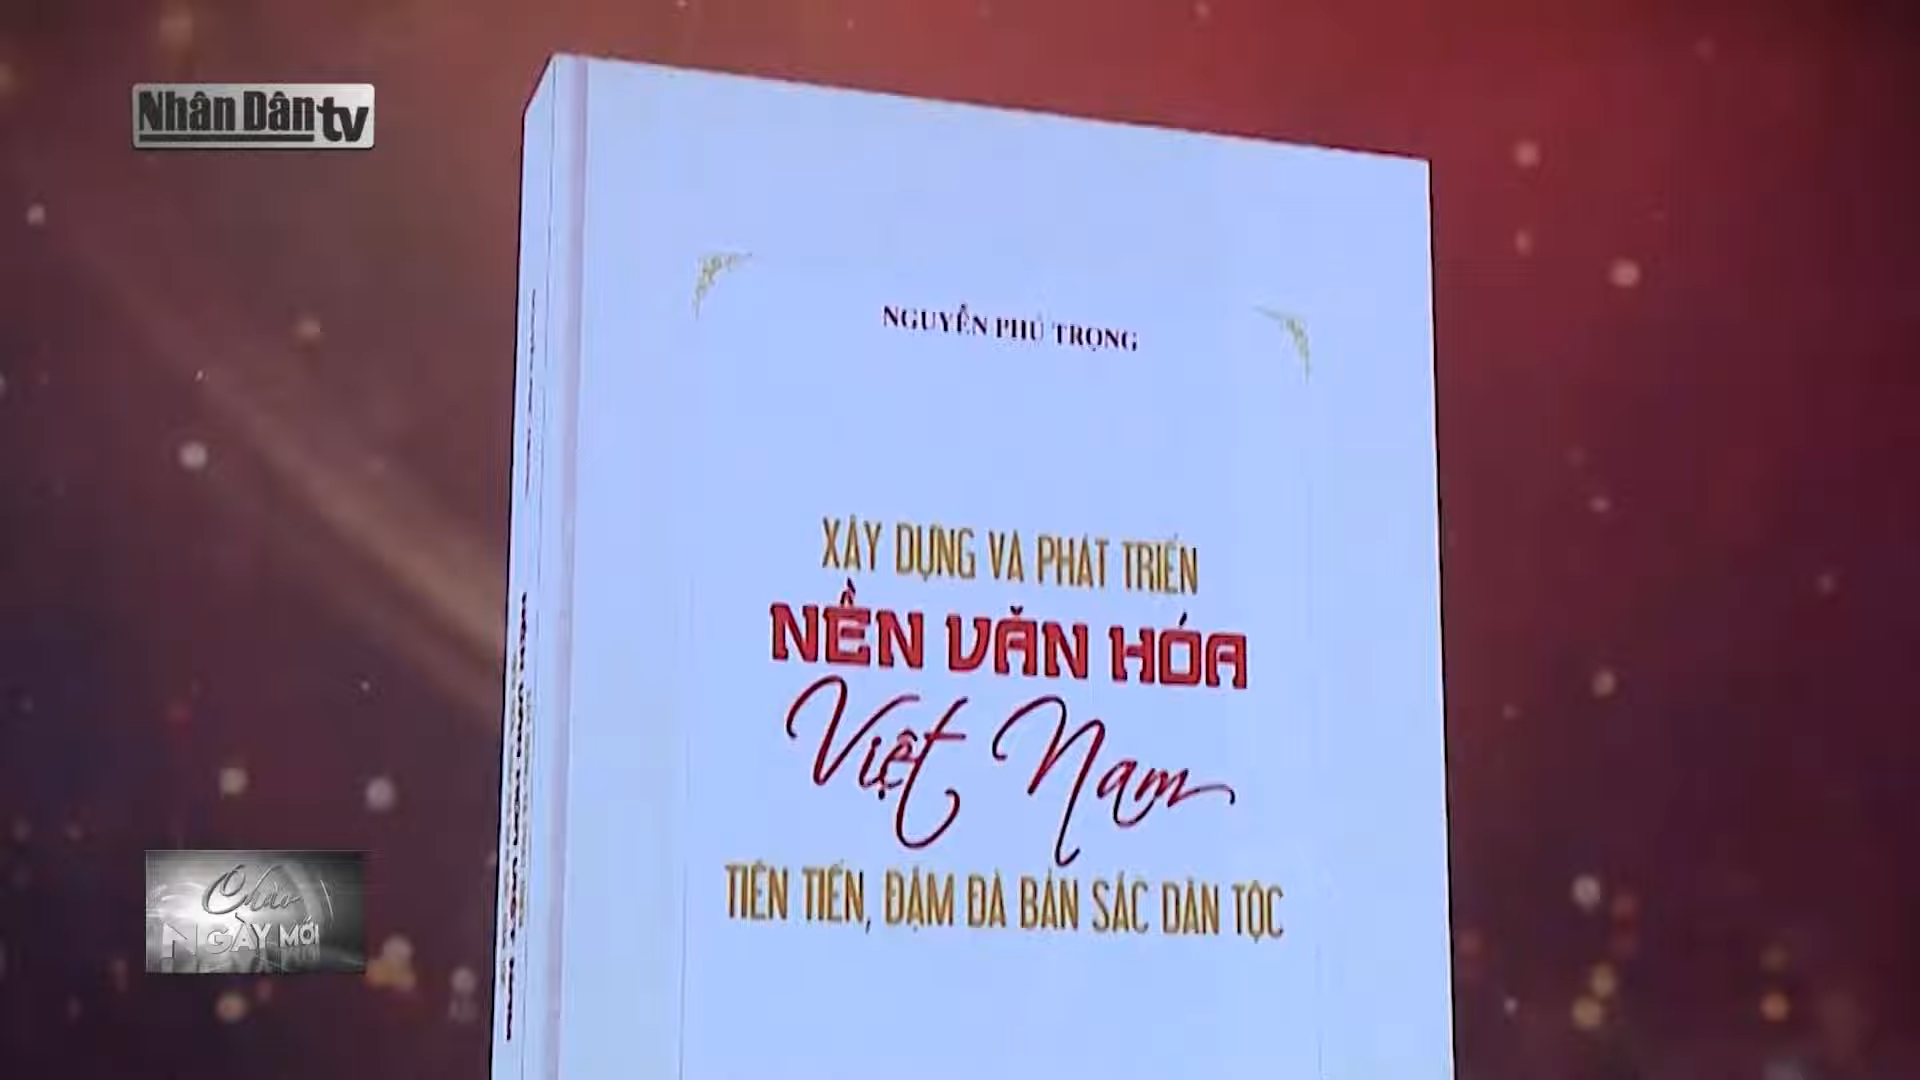 Nhân Dân tv
NGUYỄN PHÚ TRỌNG
XÂY DỰNG VÀ PHÁT TRIỂN
NỀN VĂN HÓA
Việt Nam
TIÊN TIẾN, ĐẬM ĐÀ BẢN SẮC DÂN TỘC
Chào
NGÀY MỚI